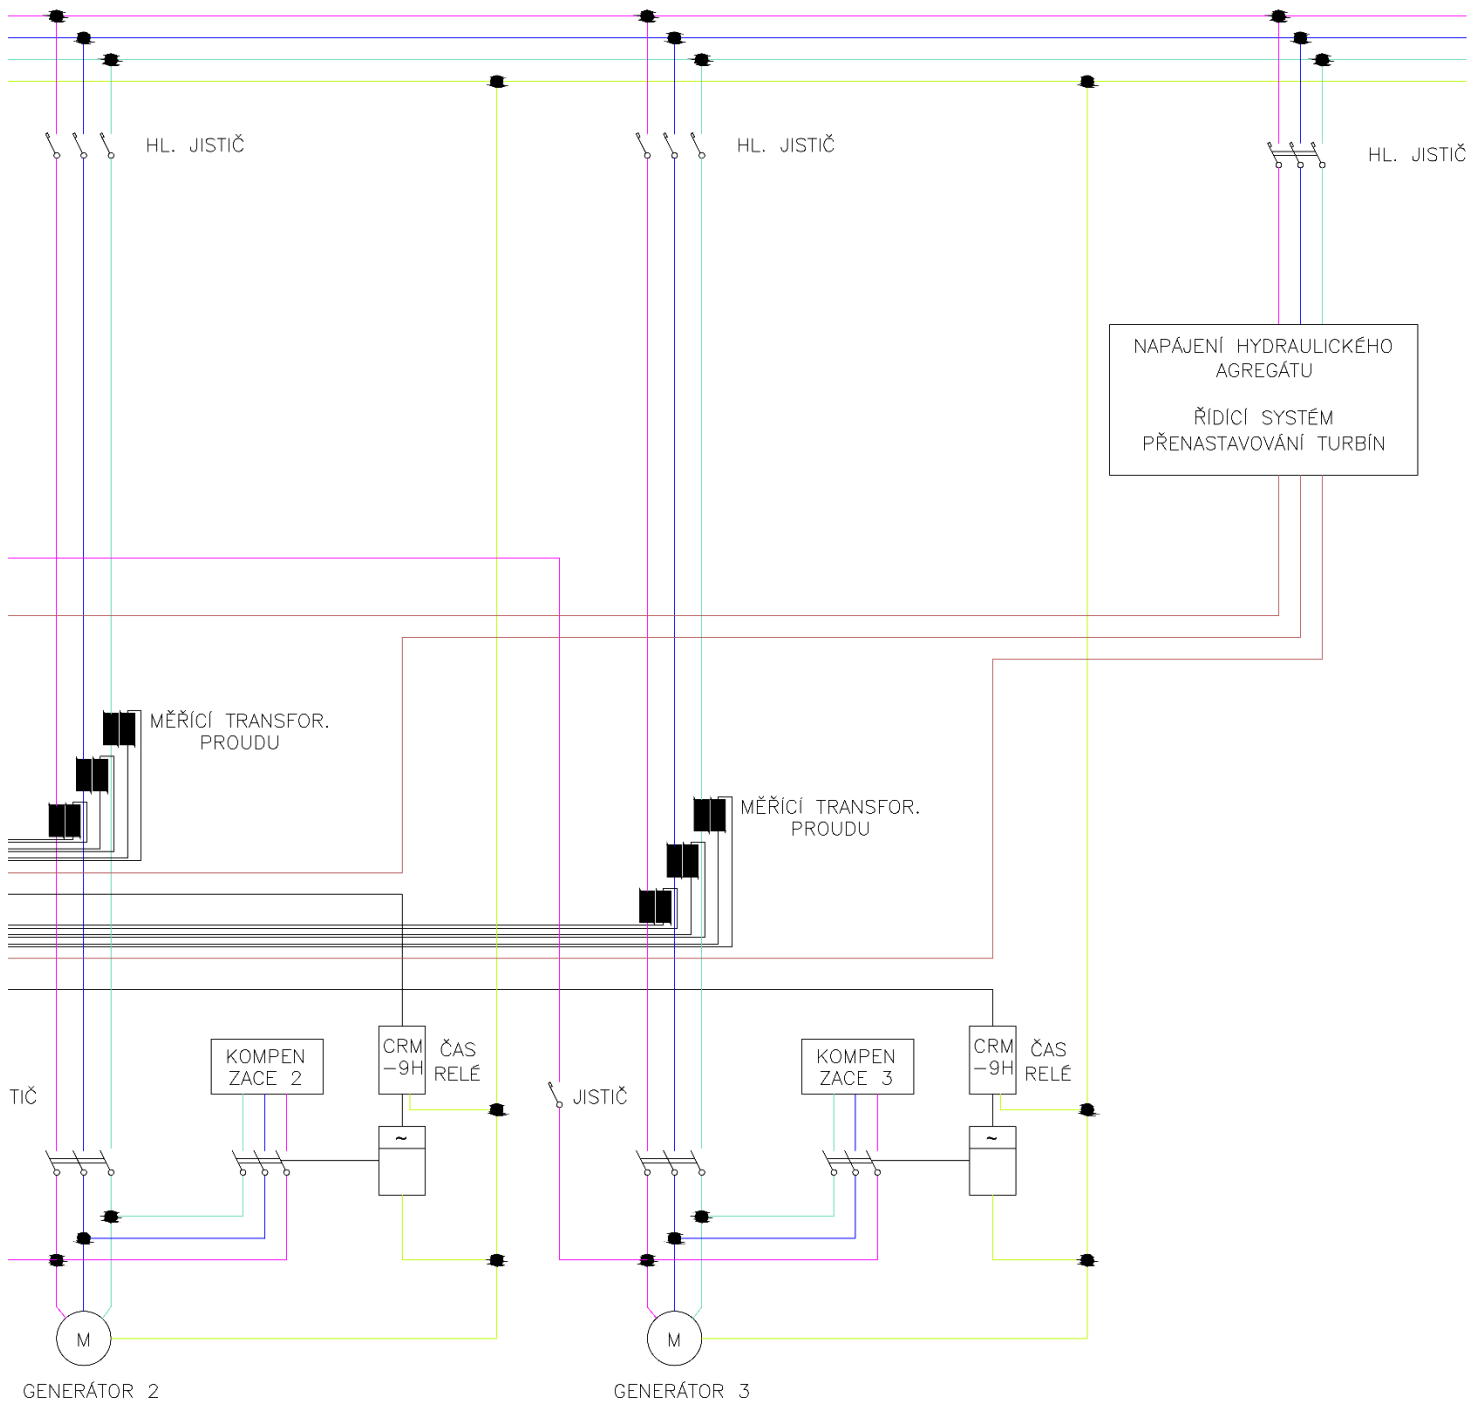 HL. JISTIČ
HL. JISTIČ
HL. JISTIČ
NAPÁJENÍ HYDRAULICKÉHO
AGREGÁTU
ŘÍDÍCÍ SYSTÉM
PŘENASTAVOVÁNÍ TURBÍN
MĚŘÍCÍ TRANSFOR.
PROUDU
MĚŘÍCÍ TRANSFOR.
PROUDU
TIČ
KOMPEN
ZACE 2
CRM
-9H
ČAS
RELÉ
~
JISTIČ
KOMPEN
ZACE 3
CRM
-9H
ČAS
RELÉ
~
M
GENERÁTOR 2
M
GENERÁTOR 3